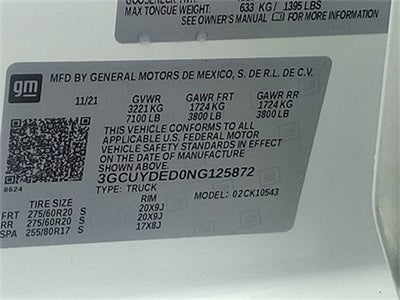 MAX TONGUE WEIGHT: 633 KG / 1395 LBS
SEE OWNER'S MANUAL FOR MORE INFORMATION
gm
MFD BY GENERAL MOTORS DE MEXICO, S. DE R.L. DE C.V.
11/21 GVWR GAWR FRT GAWR RR
3221 KG 1724 KG 1724 KG
7100 LB 3800 LB 3800 LB
THIS VEHICLE CONFORMS TO ALL
APPLICABLE U.S. FEDERAL MOTOR
VEHICLE SAFETY STANDARDS IN EFFECT
ON THE DATE OF MANUFACTURE
SHOWN ABOVE.
3GCUYDED0NG125872
8624 TYPE: TRUCK MODEL: 02CK10543
TIRE SIZE RIM
FRT 275/60R20 S 20X9J
RR 275/60R20 S 20X9J
SPA 255/80R17 S 17X8J